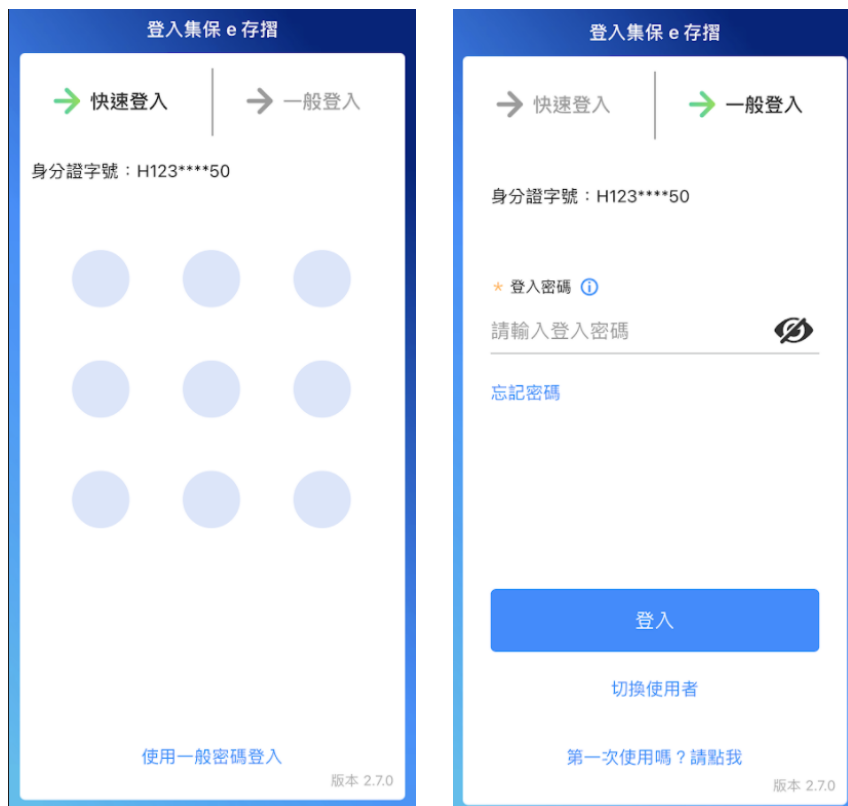 登入集保 e 存摺
快速登入
一般登入
身分證字號：H123****50
使用一般密碼登入
版本 2.7.0
登入集保 e 存摺
快速登入
一般登入
身分證字號：H123****50
* 登入密碼
請輸入登入密碼
忘記密碼
登入
切換使用者
第一次使用嗎？請點我
版本 2.7.0